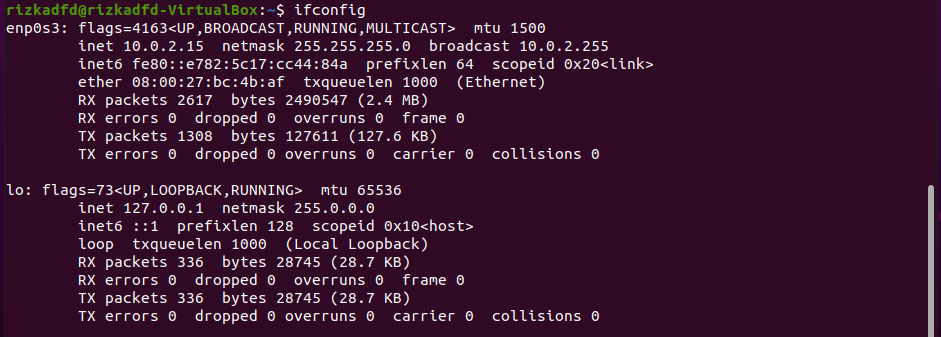 rizkadfd@rizkadfd-VirtualBox:~$ ifconfig
enp0s3: flags=4163<UP,BROADCAST,RUNNING,MULTICAST>  mtu 1500
        inet 10.0.2.15  netmask 255.255.255.0  broadcast 10.0.2.255
        inet6 fe80::e782:5c17:cc44:84a  prefixlen 64  scopeid 0x20<link>
        ether 08:00:27:bc:4b:af  txqueuelen 1000  (Ethernet)
        RX packets 2617  bytes 2490547 (2.4 MB)
        RX errors 0  dropped 0  overruns 0  frame 0
        TX packets 1308  bytes 127611 (127.6 KB)
        TX errors 0  dropped 0 overruns 0  carrier 0  collisions 0

lo: flags=73<UP,LOOPBACK,RUNNING>  mtu 65536
        inet 127.0.0.1  netmask 255.0.0.0
        inet6 ::1  prefixlen 128  scopeid 0x10<host>
        loop  txqueuelen 1000  (Local Loopback)
        RX packets 336  bytes 28745 (28.7 KB)
        RX errors 0  dropped 0  overruns 0  frame 0
        TX packets 336  bytes 28745 (28.7 KB)
        TX errors 0  dropped 0 overruns 0  carrier 0  collisions 0